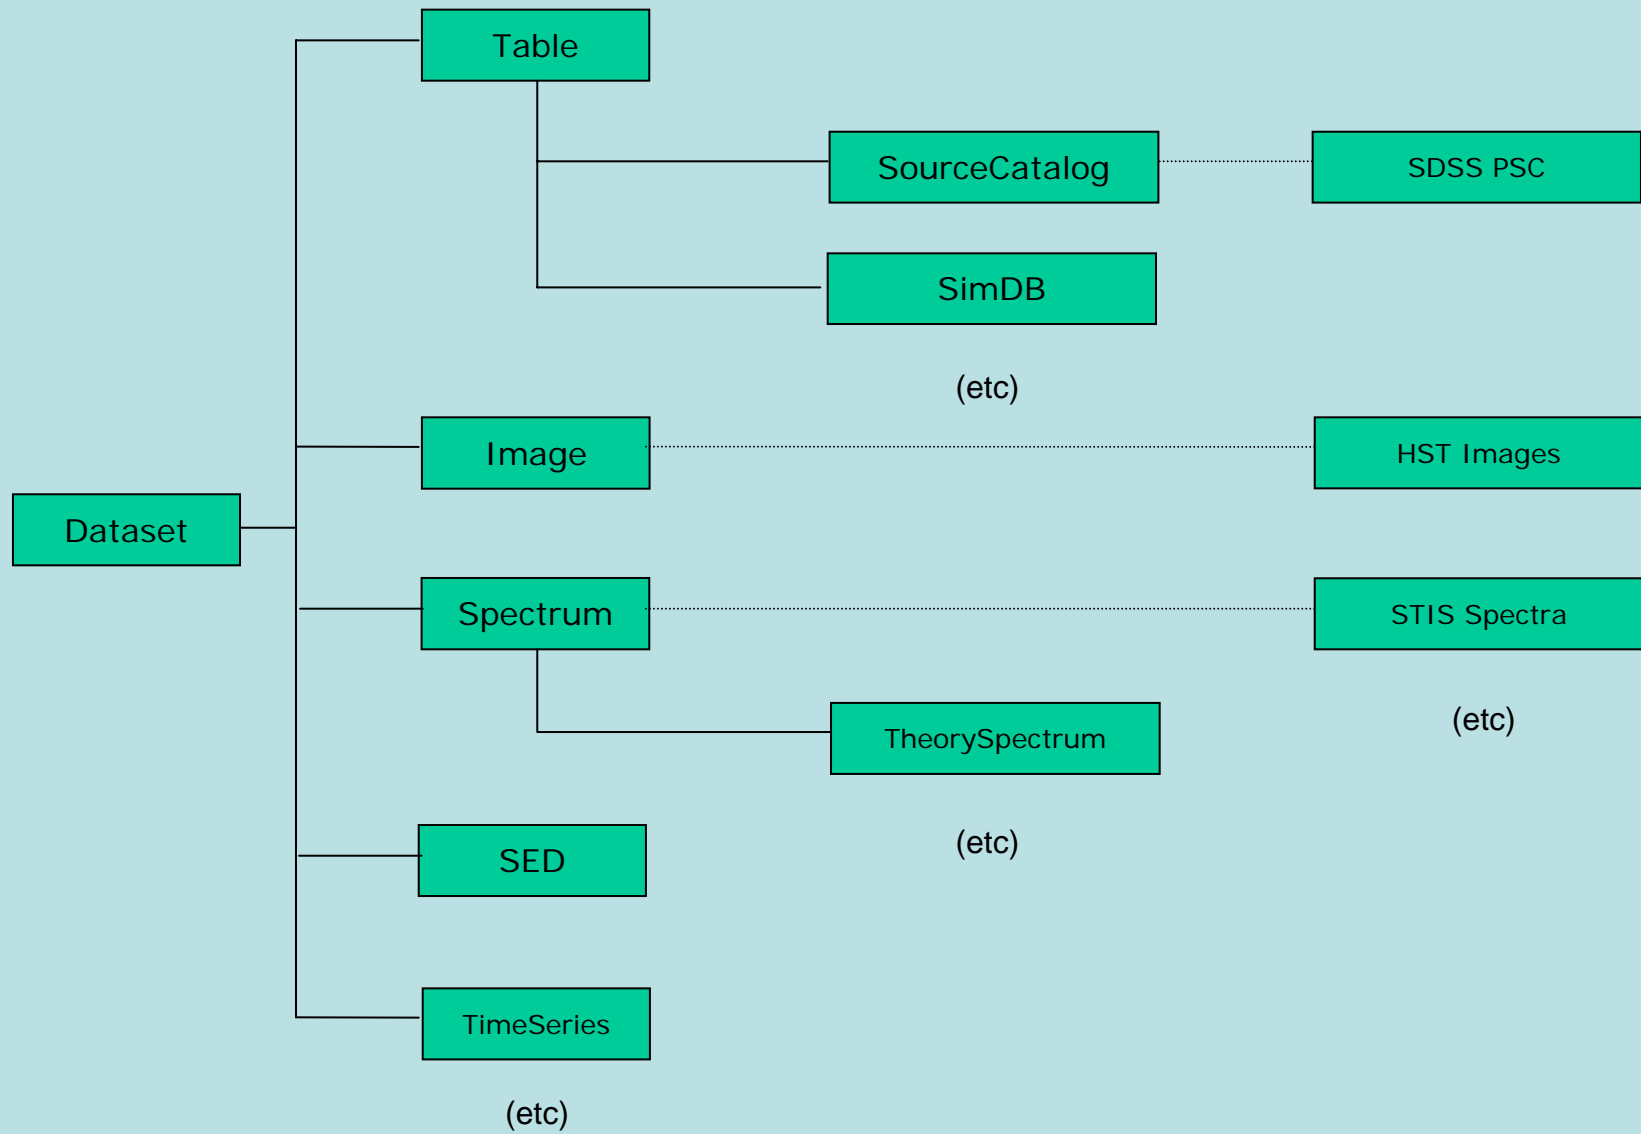 Table
SourceCatalog
SDSS PSC
SimDB
(etc)
Image
HST Images
Dataset
Spectrum
STIS Spectra
(etc)
TheorySpectrum
(etc)
SED
TimeSeries
(etc)